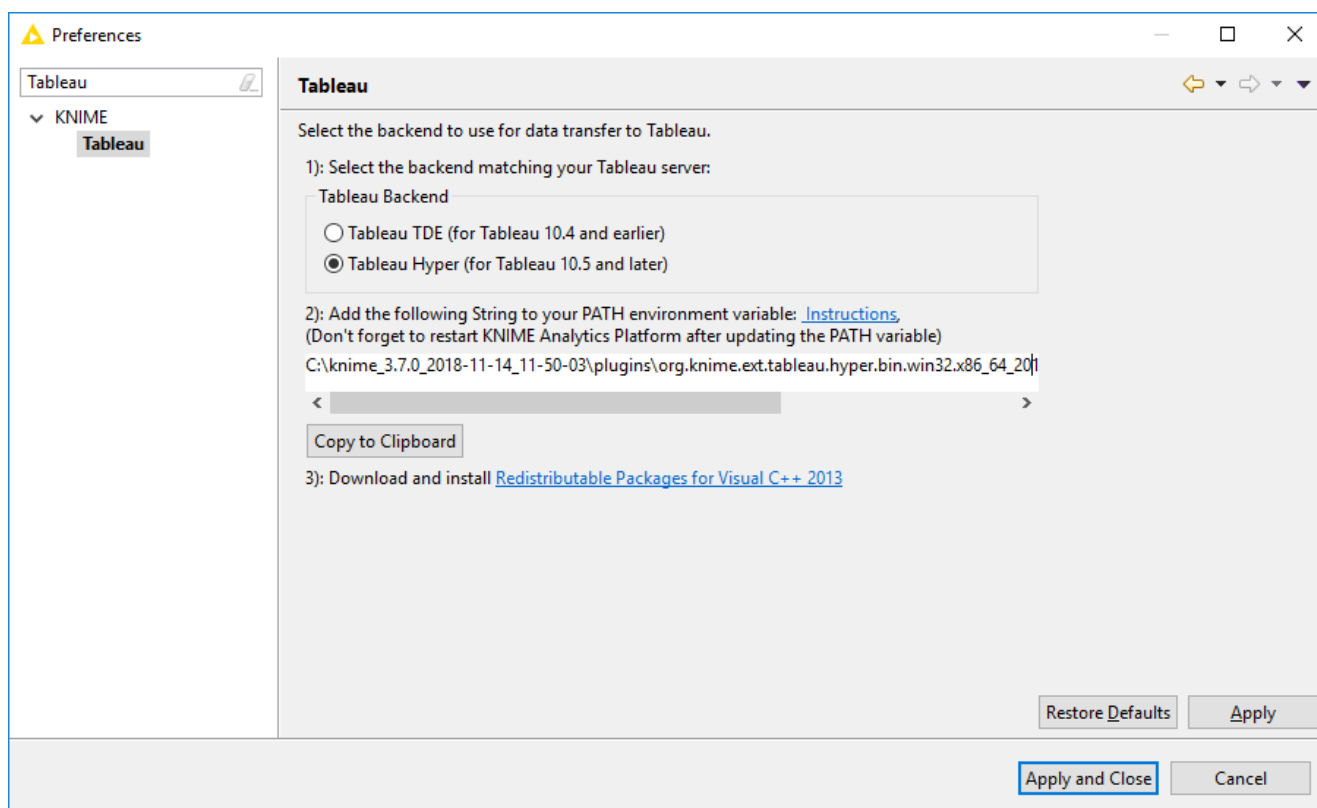 Preferences
Tableau
KNIME
Tableau
Tableau
Select the backend to use for data transfer to Tableau.
1): Select the backend matching your Tableau server:
Tableau Backend
Tableau TDE (for Tableau 10.4 and earlier)
Tableau Hyper (for Tableau 10.5 and later)
2): Add the following String to your PATH environment variable: Instructions,
(Don't forget to restart KNIME Analytics Platform after updating the PATH variable)
C:\knime_3.7.0_2018-11-14_11-50-03\plugins\org.knime.ext.tableau.hyper.bin.win32.x86_64_201
Copy to Clipboard
3): Download and install Redistributable Packages for Visual C++ 2013
Restore Defaults Apply
Apply and Close Cancel